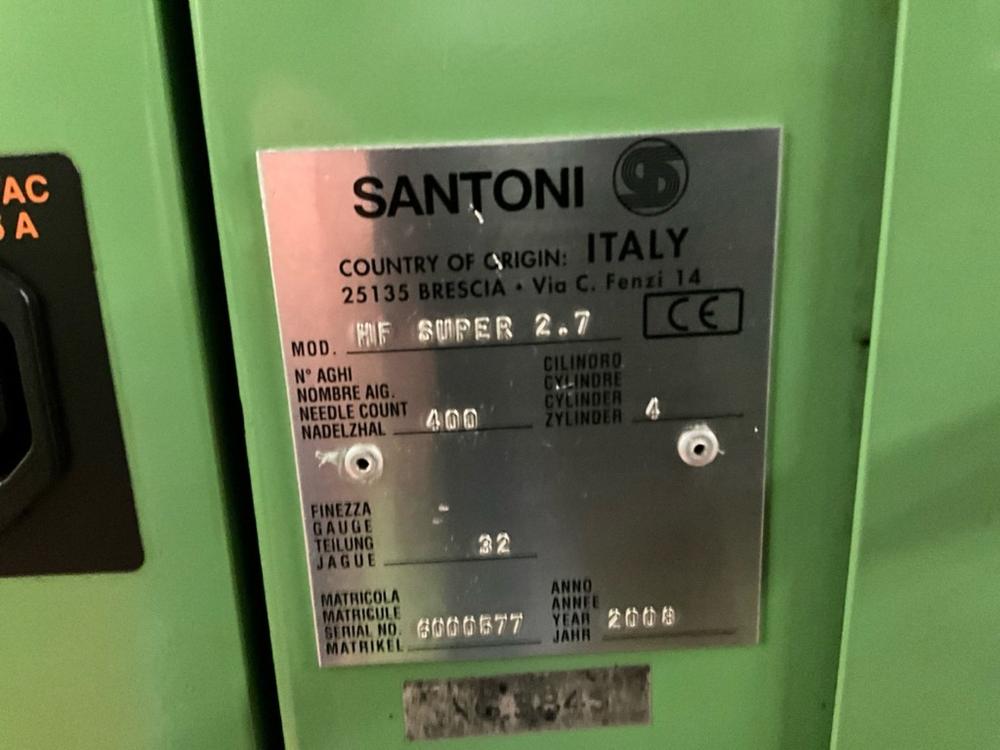 AC
A
SANTONI
COUNTRY OF ORIGIN: ITALY
25135 BRESCIA • Via C. Fenzi 14
CE
MOD. HF SUPER 2.7
N° AGHI
NOMBRE AIG.
NEEDLE COUNT
NADELZHAL 400
CILINDRO
CYLINDRE
CYLINDER
ZYLINDER 4
FINEZZA
GAUGE
TEILUNG
JAGUE 32
MATRICOLA
MATRICULE
SERIAL NO.
MATRIKEL 6000577
ANNO
ANNEE
YEAR
JAHR 2008